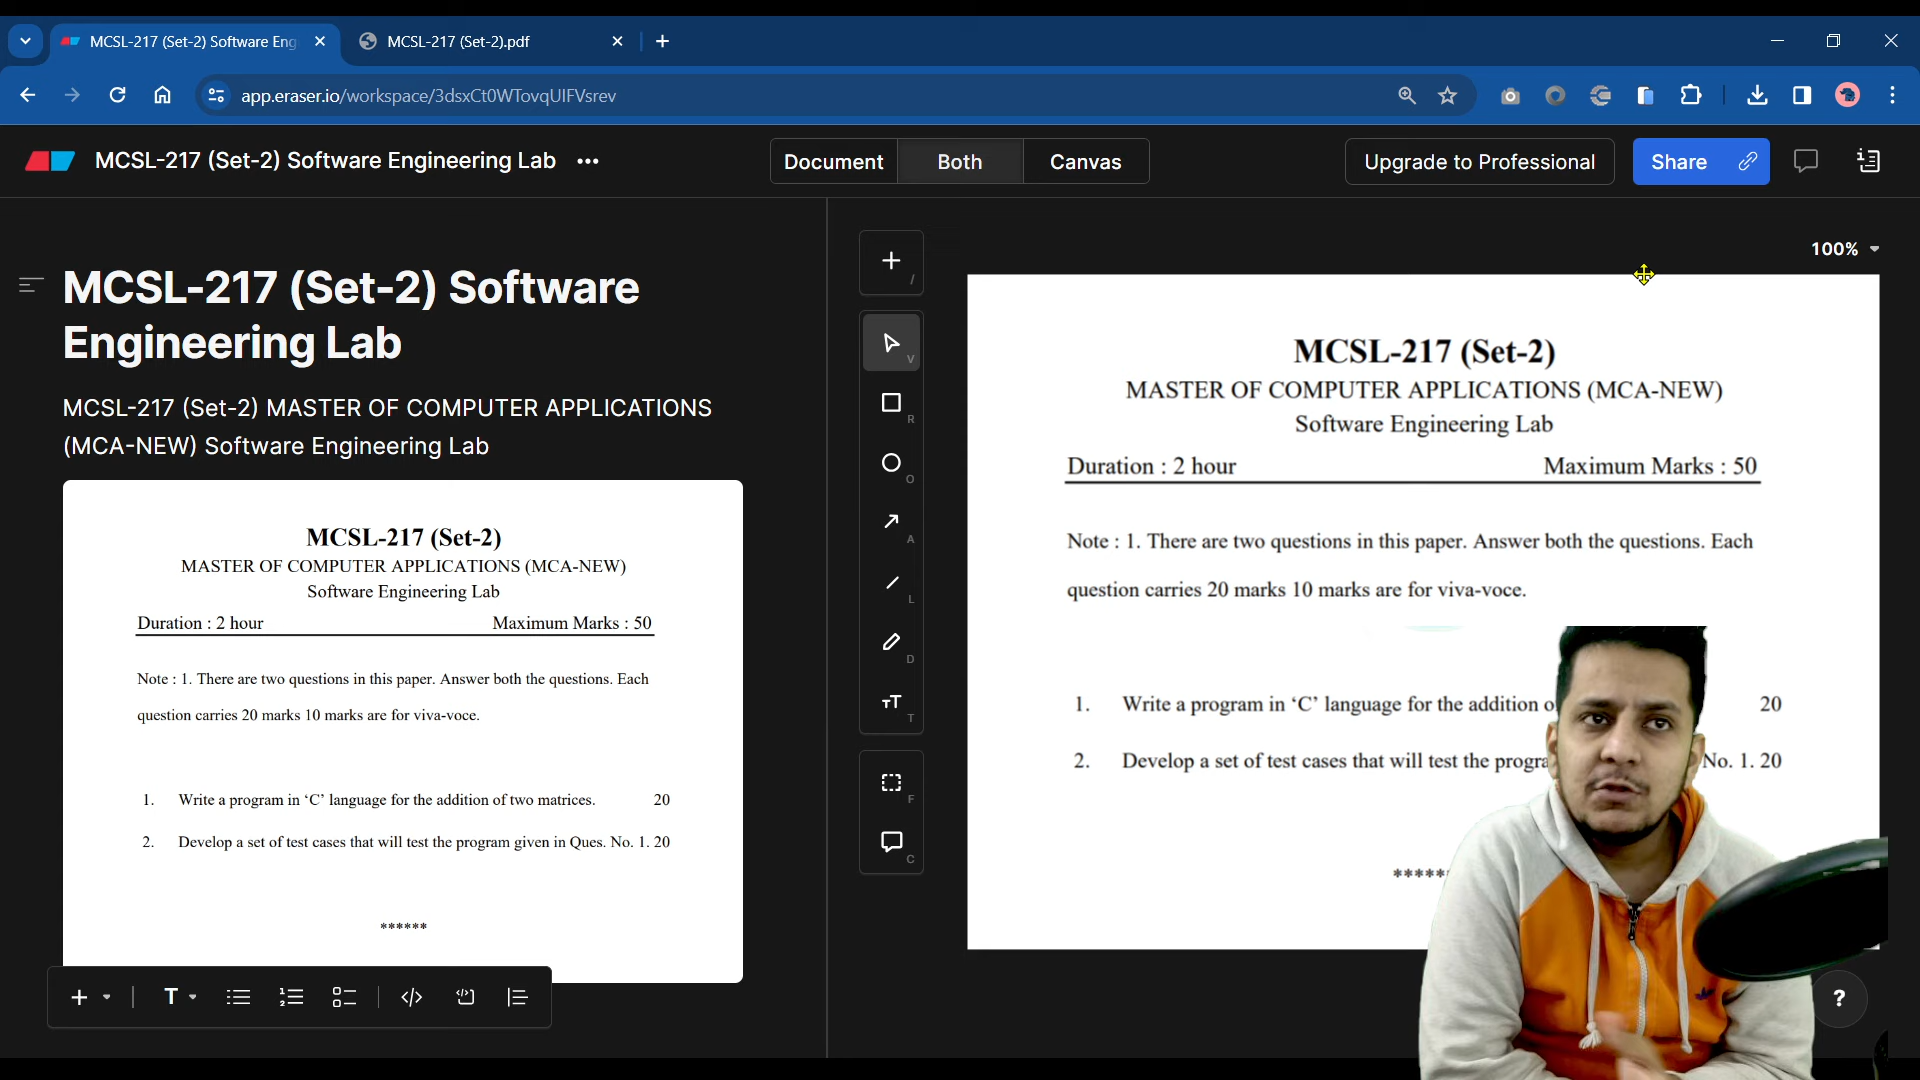 MCSL-217 (Set-2) Software Eng
MCSL-217 (Set-2).pdf
app.eraser.io/workspace/3dsxCt0WTovqUIFVsrev
MCSL-217 (Set-2) Software Engineering Lab
Document
Both
Canvas
Upgrade to Professional
Share
100%
MCSL-217 (Set-2) Software
Engineering Lab
MCSL-217 (Set-2) MASTER OF COMPUTER APPLICATIONS
(MCA-NEW) Software Engineering Lab
MCSL-217 (Set-2)
MASTER OF COMPUTER APPLICATIONS (MCA-NEW)
Software Engineering Lab
Duration : 2 hour Maximum Marks : 50
Note : 1. There are two questions in this paper. Answer both the questions. Each
question carries 20 marks 10 marks are for viva-voce.
1. Write a program in ‘C’ language for the addition of two matrices. 20
2. Develop a set of test cases that will test the program given in Ques. No. 1. 20
******
T
/
V
R
O
A
L
D
TT
T
F
C
MCSL-217 (Set-2)
MASTER OF COMPUTER APPLICATIONS (MCA-NEW)
Software Engineering Lab
Duration : 2 hour Maximum Marks : 50
Note : 1. There are two questions in this paper. Answer both the questions. Each
question carries 20 marks 10 marks are for viva-voce.
1. Write a program in ‘C’ language for the addition o 20
2. Develop a set of test cases that will test the progra No. 1. 20
*****
?